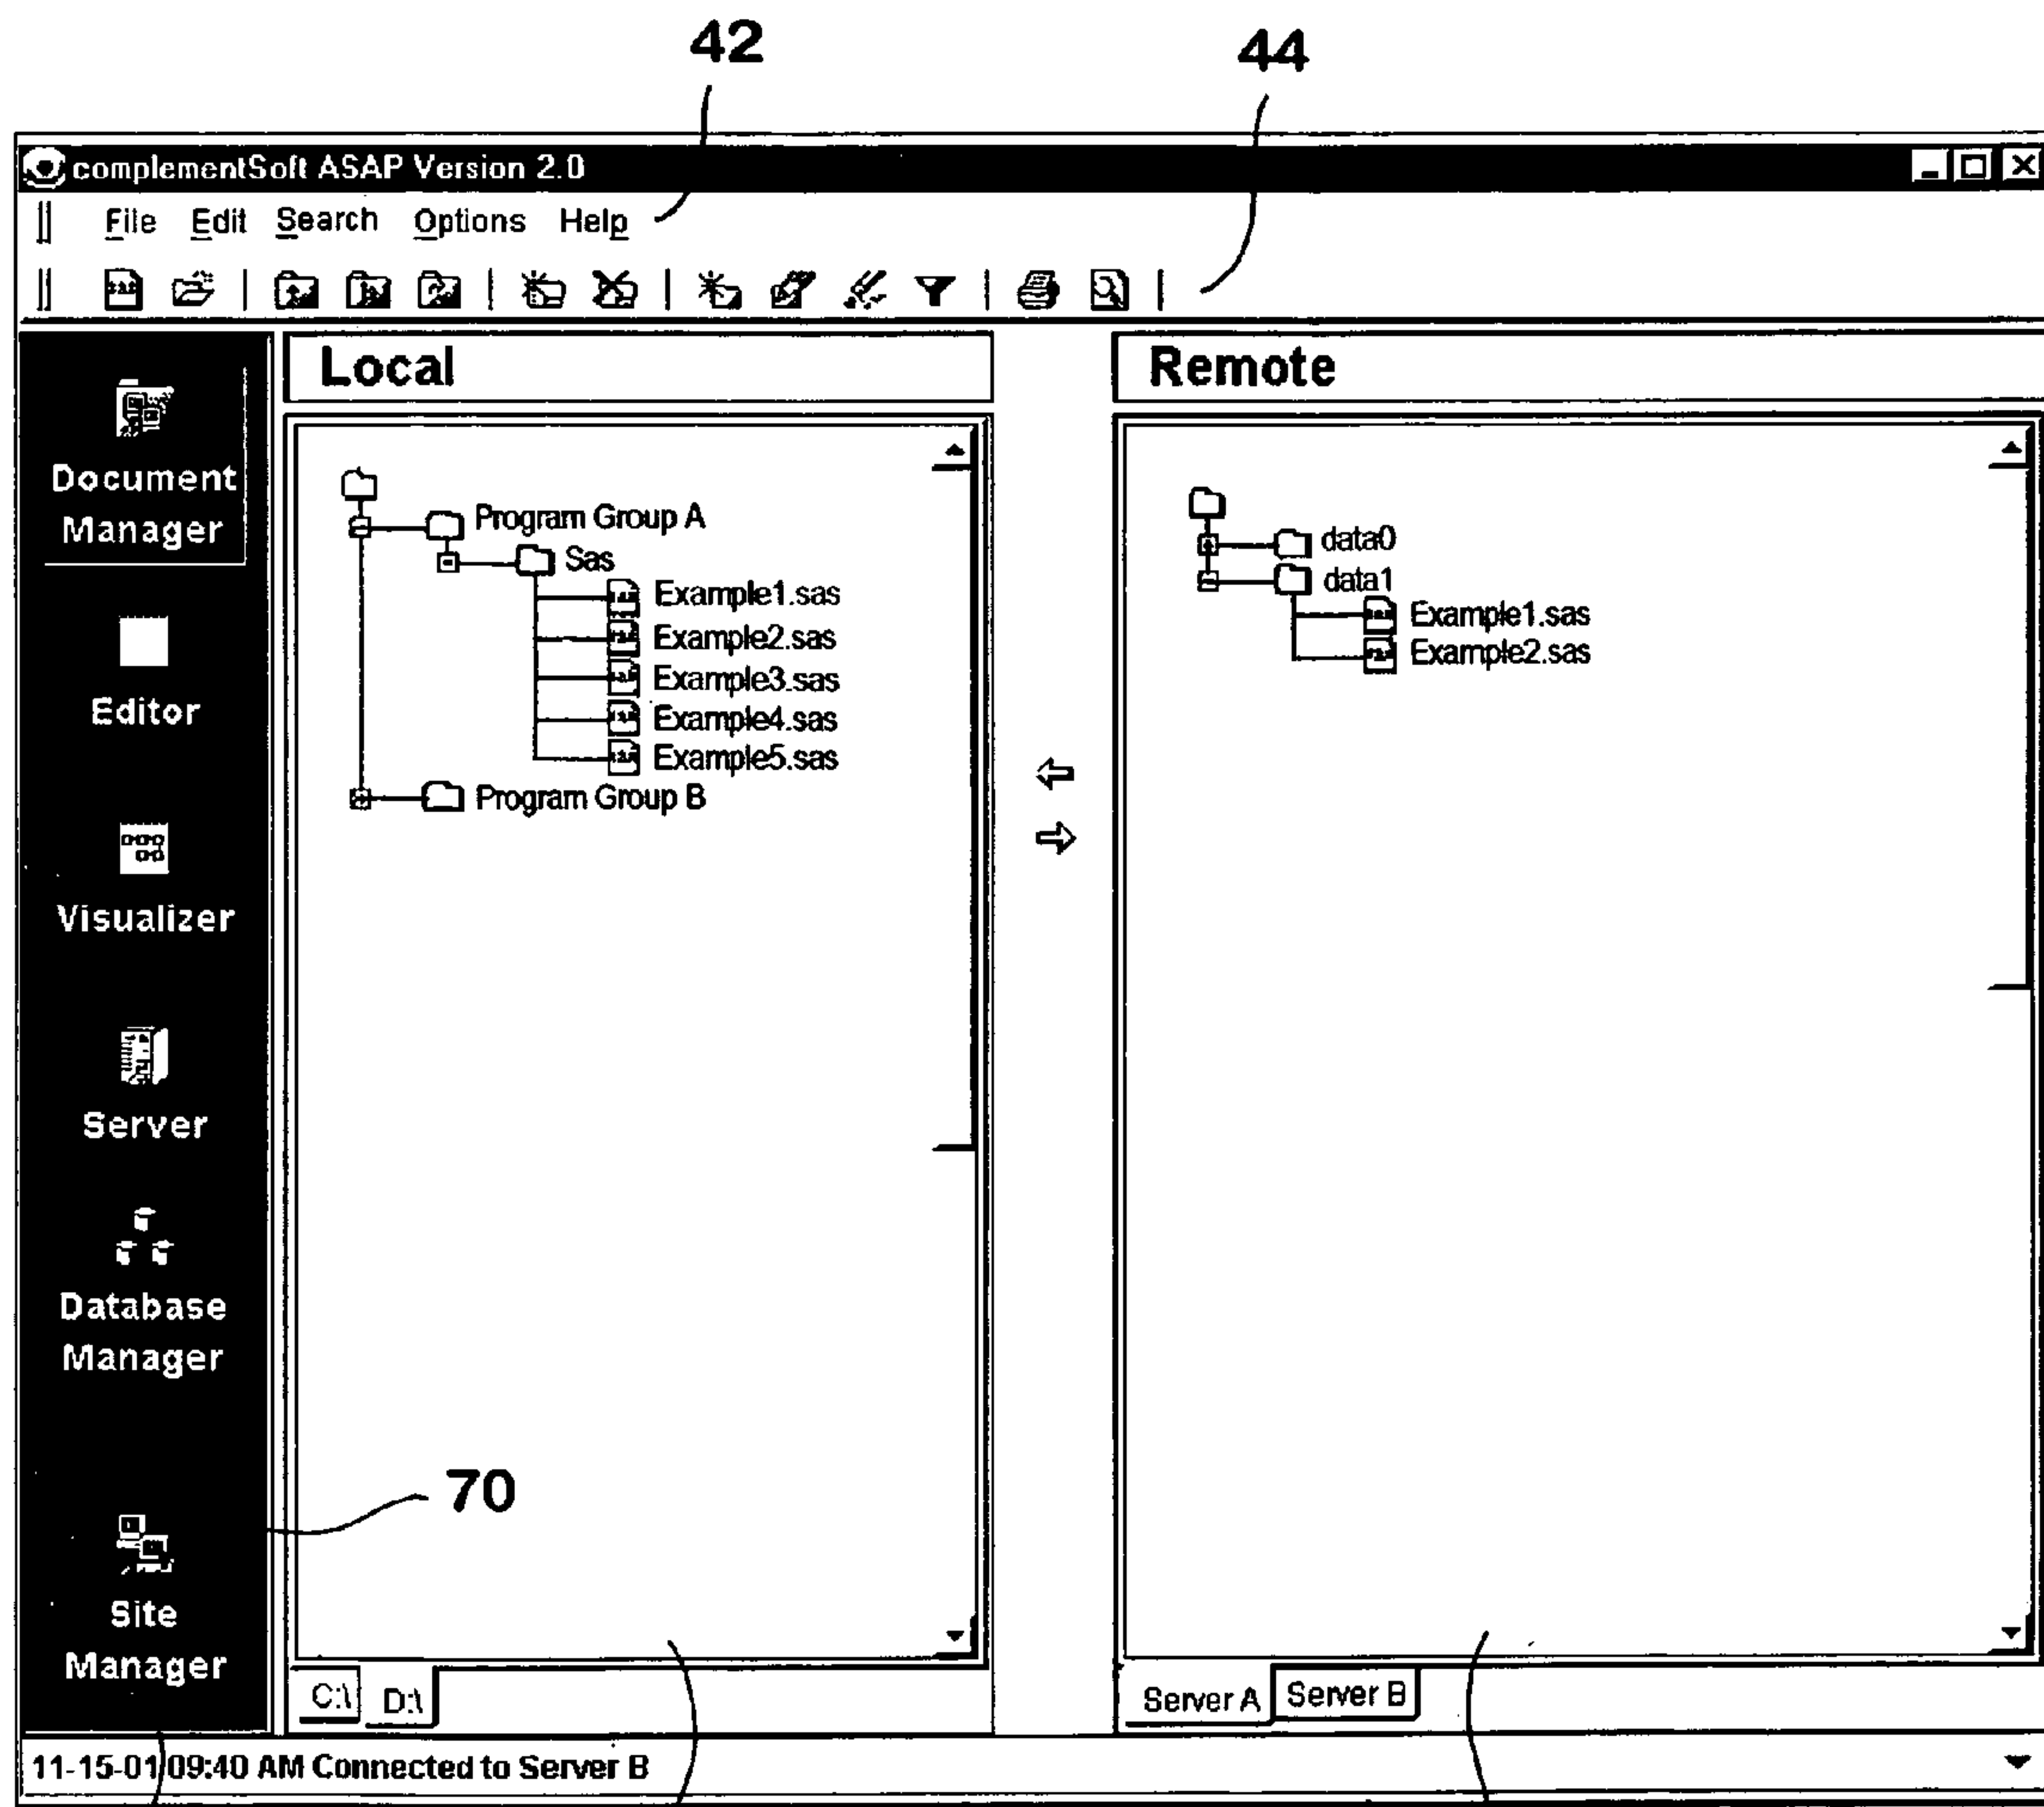 42
44
complementSoft ASAP Version 2.0
File Edit Search Options Help
Local
Remote
Document
Manager
Editor
Visualizer
Server
Database
Manager
Site
Manager
Program Group A
Sas
Example1.sas
Example2.sas
Example3.sas
Example4.sas
Example5.sas
Program Group B
data0
data1
Example1.sas
Example2.sas
70
C:\
D:\
Server A
Server B
11-15-01 09:40 AM Connected to Server B